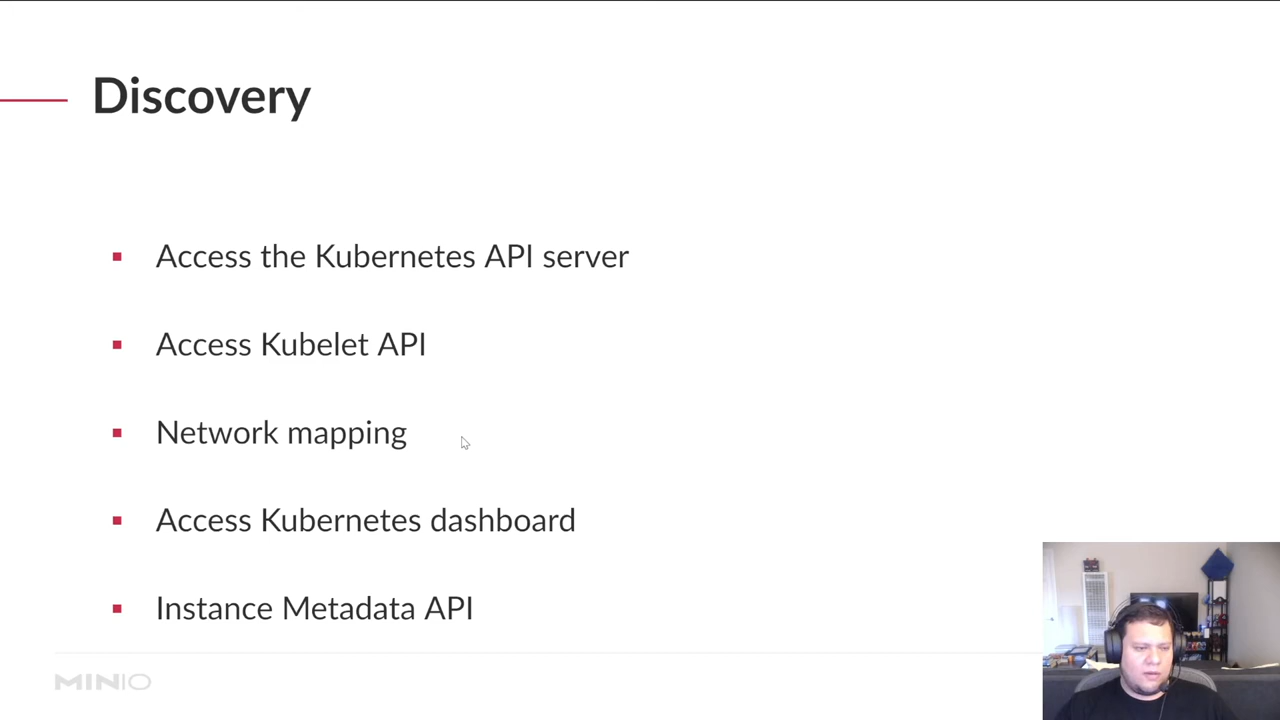 Discovery
Access the Kubernetes API server
Access Kubelet API
Network mapping
Access Kubernetes dashboard
Instance Metadata API
MINIO